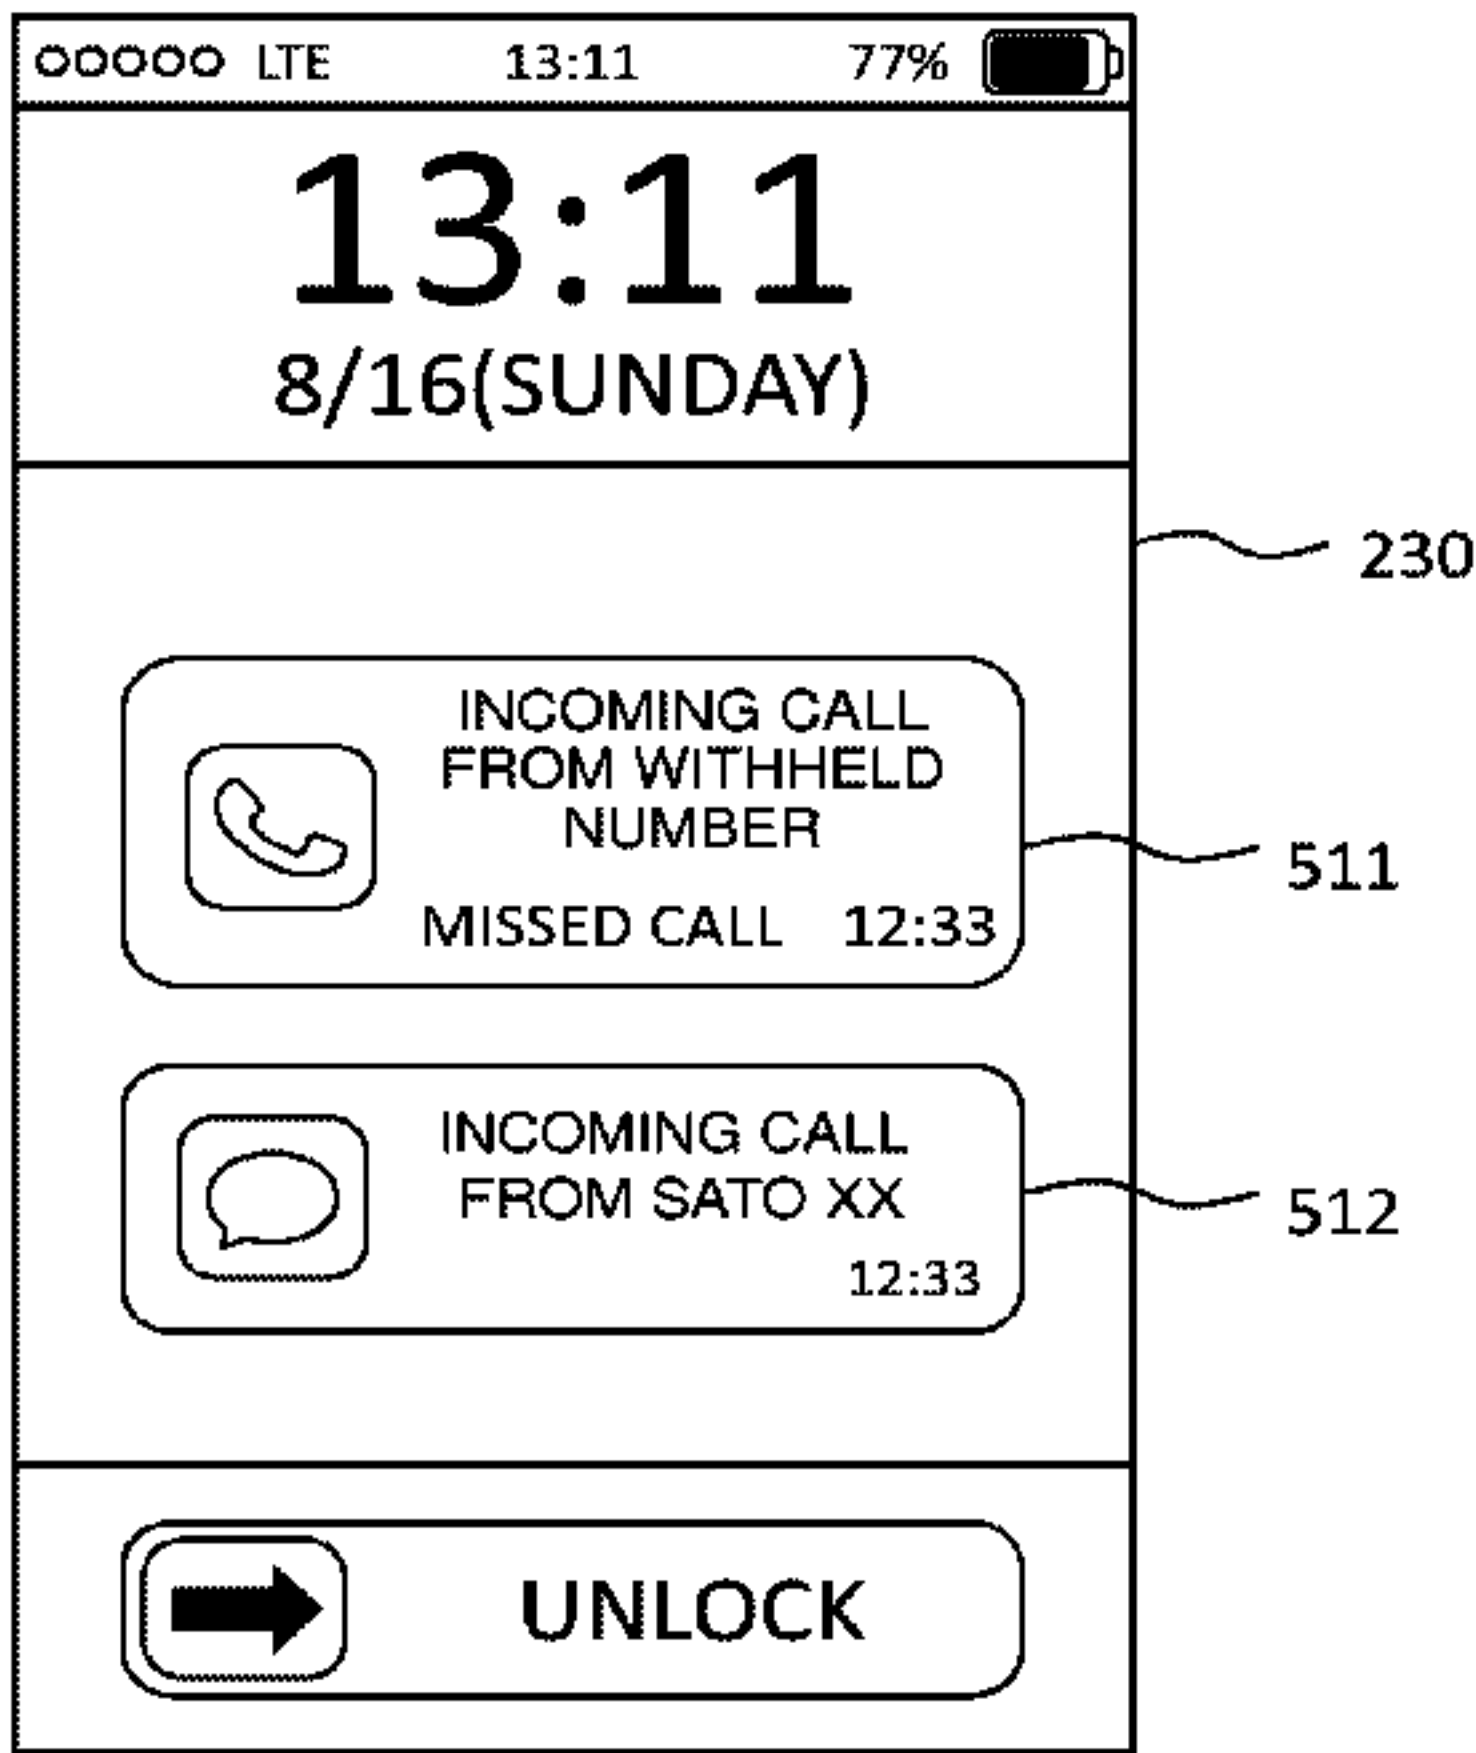 LTE 13:11 77%
13:11
8/16(SUNDAY)
230
INCOMING CALL
FROM WITHHELD
NUMBER
511
MISSED CALL 12:33
INCOMING CALL
FROM SATO XX
512
12:33
UNLOCK